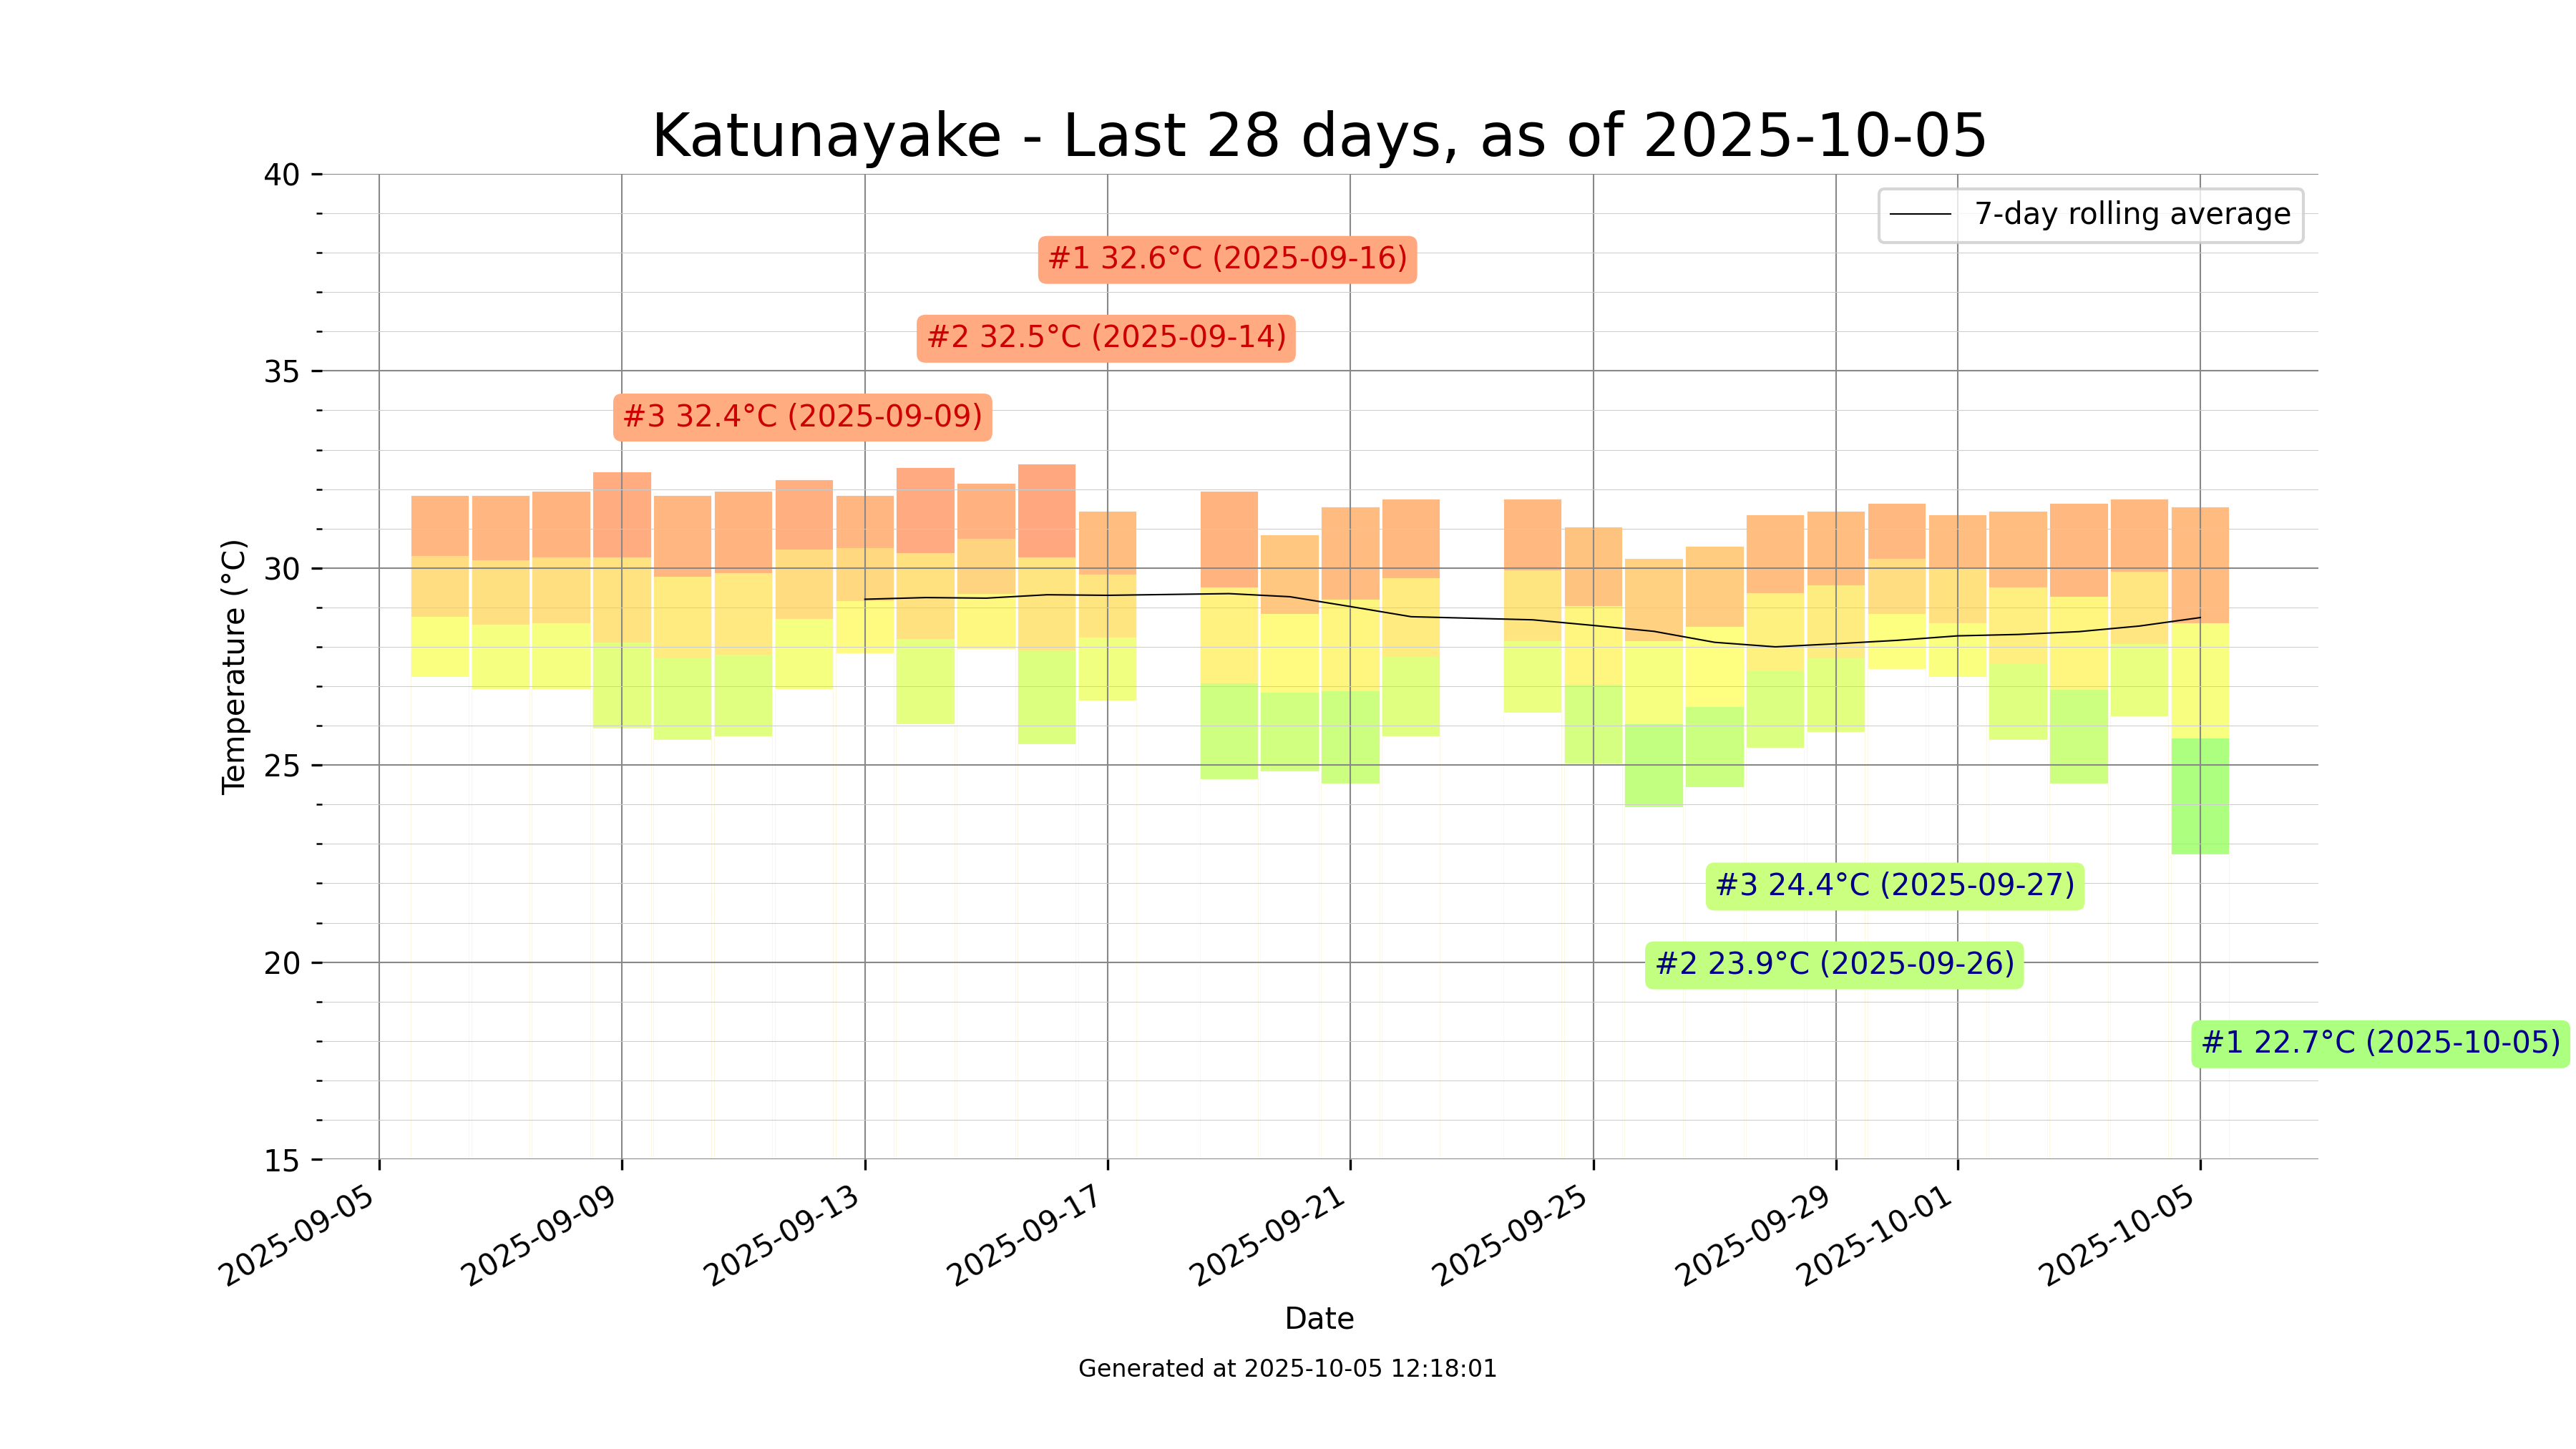 Katunayake - Last 28 days, as of 2025-10-05
40
35
30
25
20
15
Temperature (°C)
7-day rolling average
#1 32.6°C (2025-09-16)
#2 32.5°C (2025-09-14)
#3 32.4°C (2025-09-09)
#3 24.4°C (2025-09-27)
#2 23.9°C (2025-09-26)
#1 22.7°C (2025-10-05)
2025-09-05
2025-09-09
2025-09-13
2025-09-17
2025-09-21
2025-09-25
2025-09-29
2025-10-01
2025-10-05
Date
Generated at 2025-10-05 12:18:01